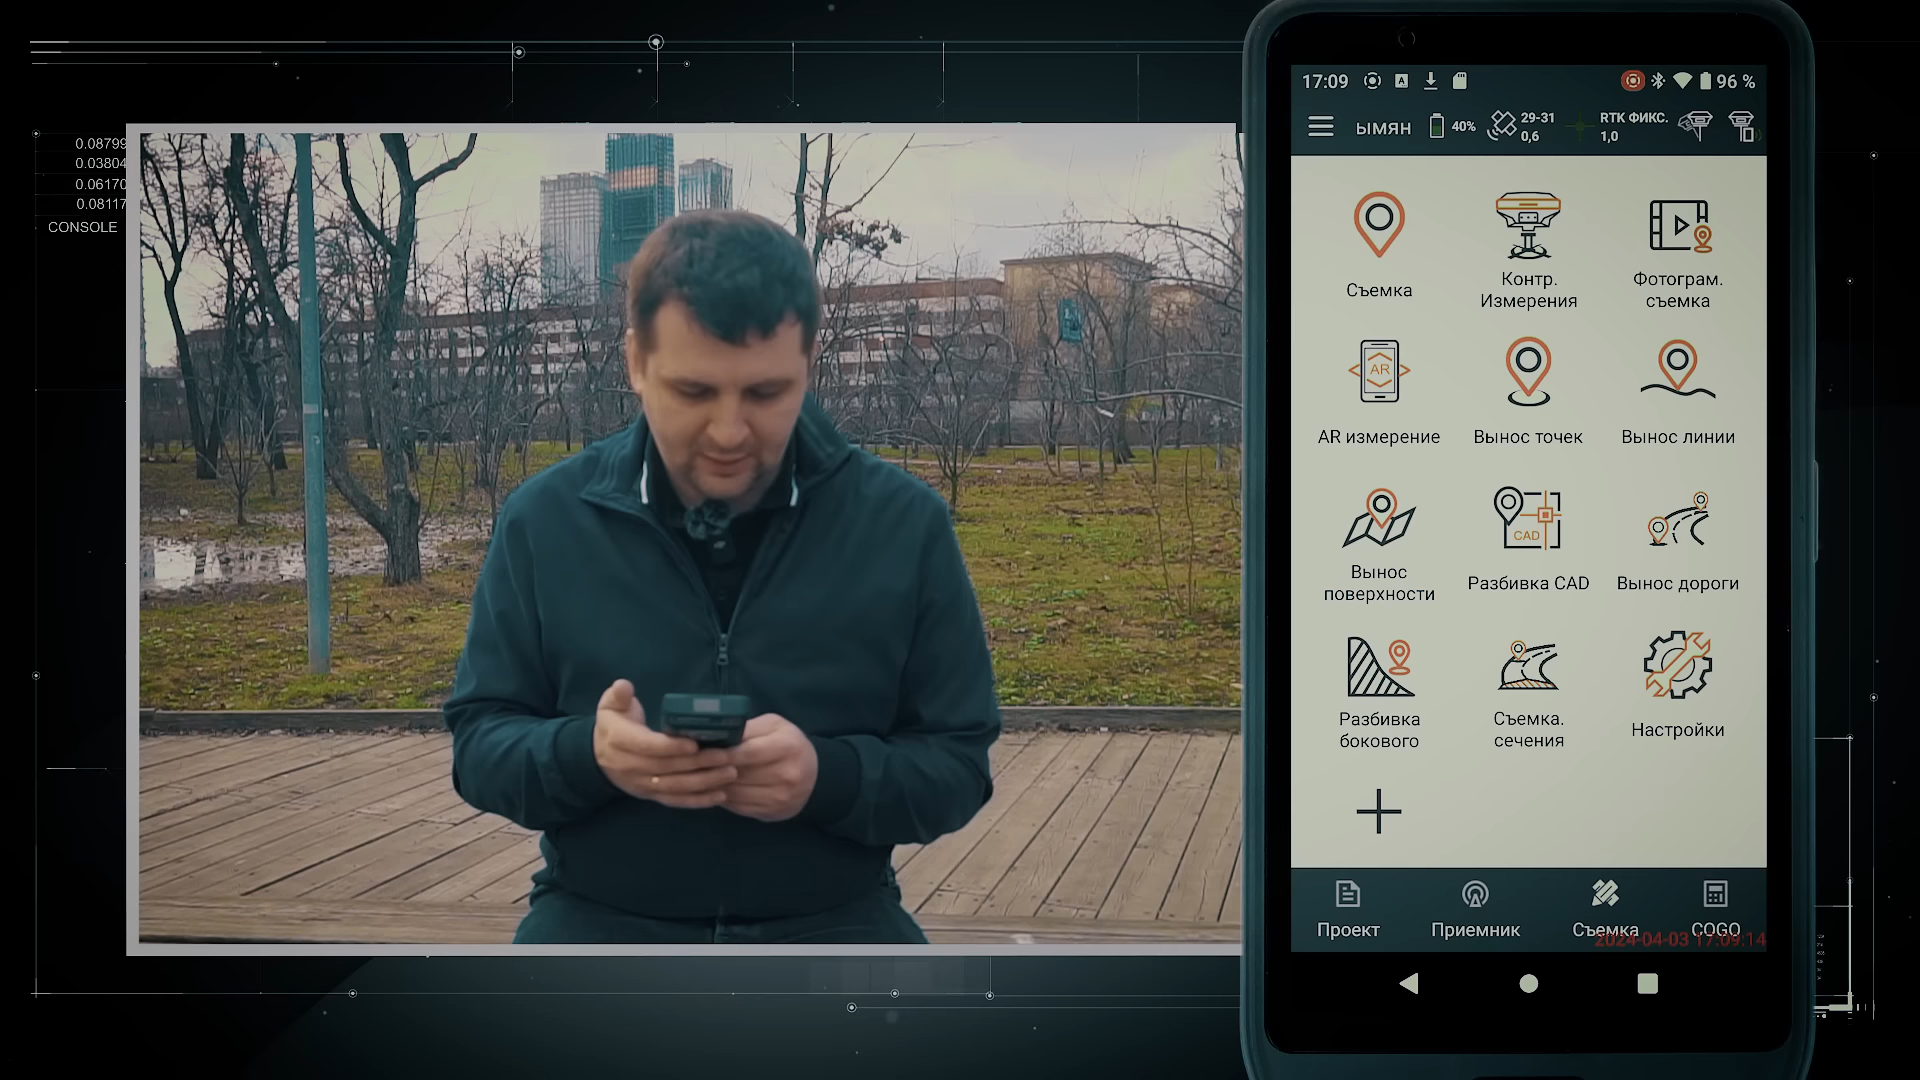 0.08799
0.03804
0.06170
0.08117
CONSOLE
17:09
A
96 %
ымян
40%
29-31
0,6
RTK ФИКС.
1,0
Съемка
Контр.
Измерения
Фотограм.
съемка
AR
AR измерение
Вынос точек
Вынос линии
CAD
Вынос
поверхности
Разбивка CAD
Вынос дороги
Разбивка
бокового
Съемка.
сечения
Настройки
Проект
Приемник
Съемка
COGO
2024-04-03 17:09:14